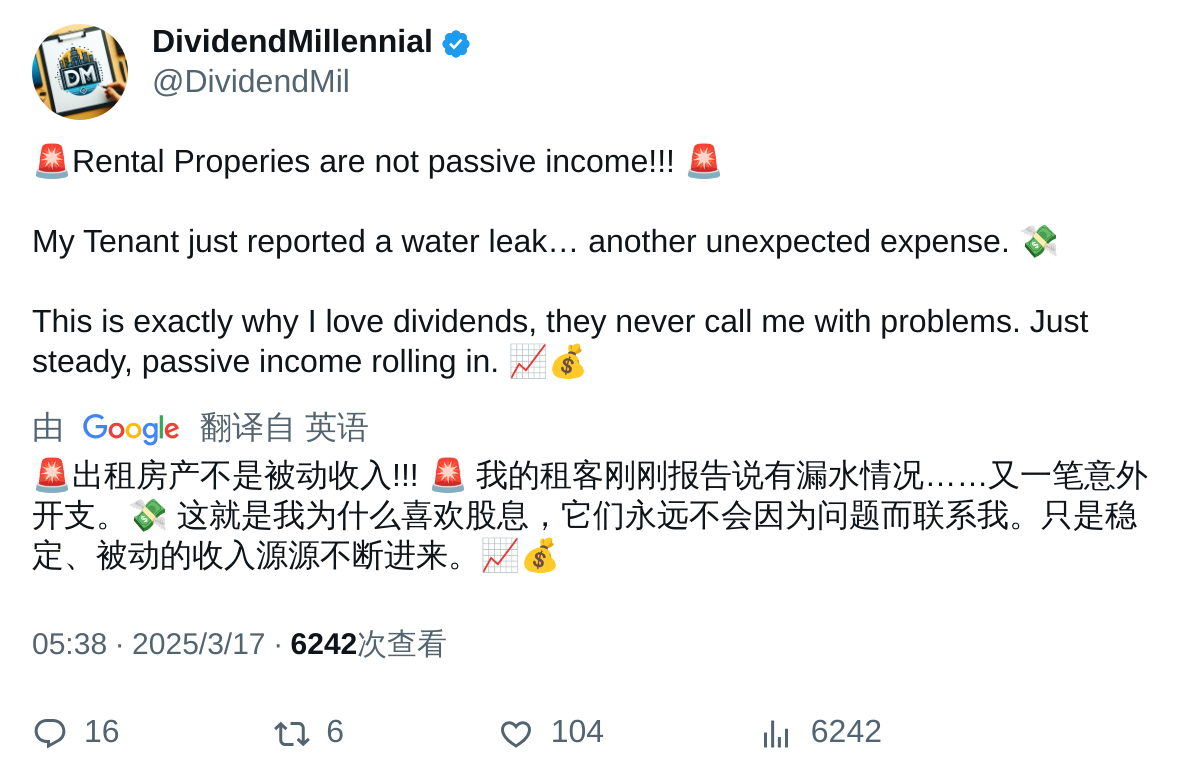 DM
DividendMillennial
@DividendMil
🚨Rental Properies are not passive income!!! 🚨
My Tenant just reported a water leak… another unexpected expense. 💸
This is exactly why I love dividends, they never call me with problems. Just
steady, passive income rolling in. 📈💰
由 Google 翻译自 英语
🚨出租房产不是被动收入!!! 🚨 我的租客刚刚报告说有漏水情况……又一笔意外
开支。💸 这就是我为什么喜欢股息，它们永远不会因为问题而联系我。只是稳
定、被动的收入源源不断进来。📈💰
05:38 · 2025/3/17 · 6242次查看
16 6 104 6242